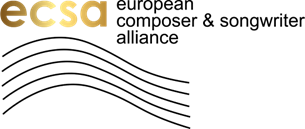 ecsa
european
composer & songwriter
alliance